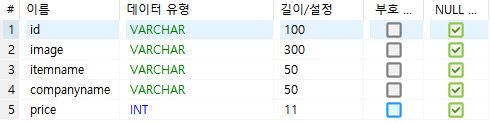 # 이름 데이터 유형 길이/설정 부호 ... NULL ...
1 id VARCHAR 100
2 image VARCHAR 300
3 itemname VARCHAR 50
4 companyname VARCHAR 50
5 price INT 11